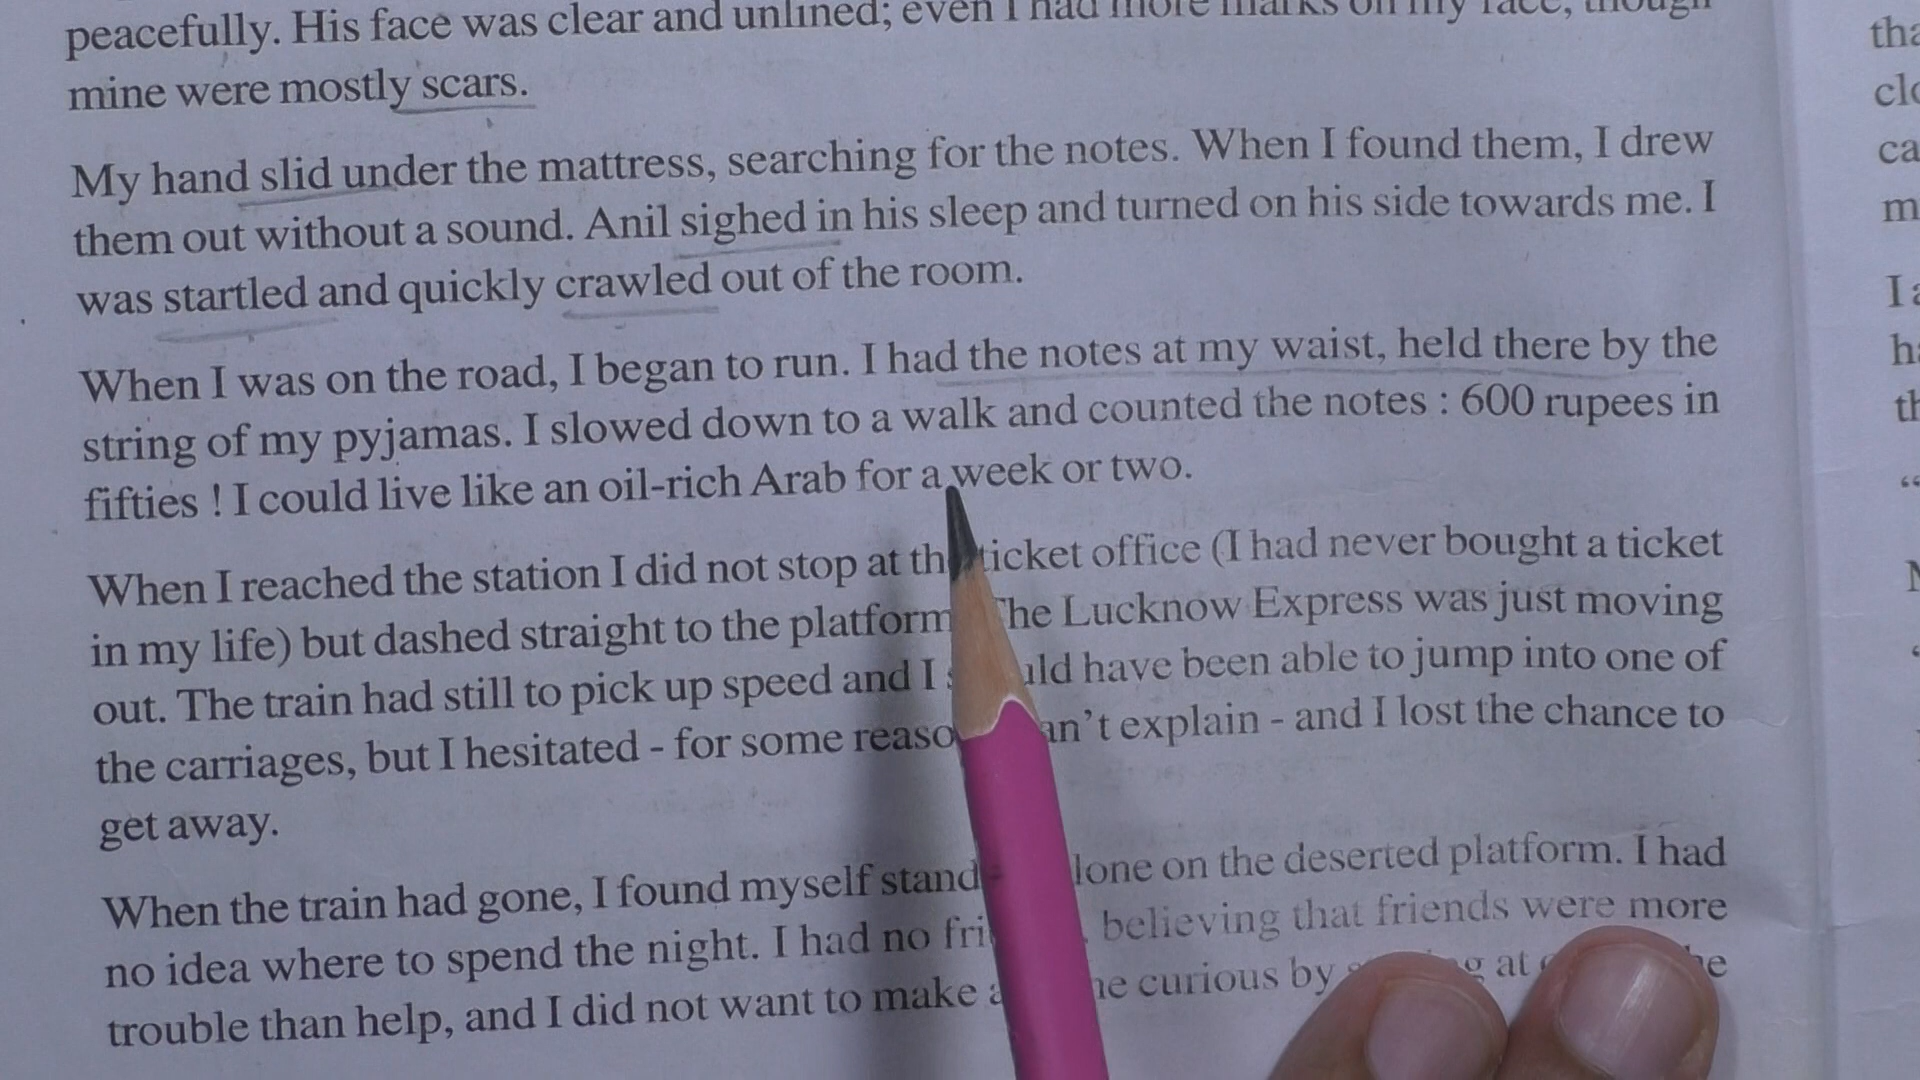 peacefully. His face was clear and unlined; even I had more marks on my face, though
mine were mostly scars.
My hand slid under the mattress, searching for the notes. When I found them, I drew
them out without a sound. Anil sighed in his sleep and turned on his side towards me. I
was startled and quickly crawled out of the room.
When I was on the road, I began to run. I had the notes at my waist, held there by the
string of my pyjamas. I slowed down to a walk and counted the notes : 600 rupees in
fifties ! I could live like an oil-rich Arab for a week or two.
When I reached the station I did not stop at ticket office (I had never bought a ticket
in my life) but dashed straight to the platform The Lucknow Express was just moving
out. The train had still to pick up speed and I have been able to jump into one of
the carriages, but I hesitated - for some explain - and I lost the chance to
get away.
When the train had gone, I found myself on the deserted platform. I had
no idea where to spend the night. I had no believing that friends were more
trouble than help, and I did not want to make curious by at